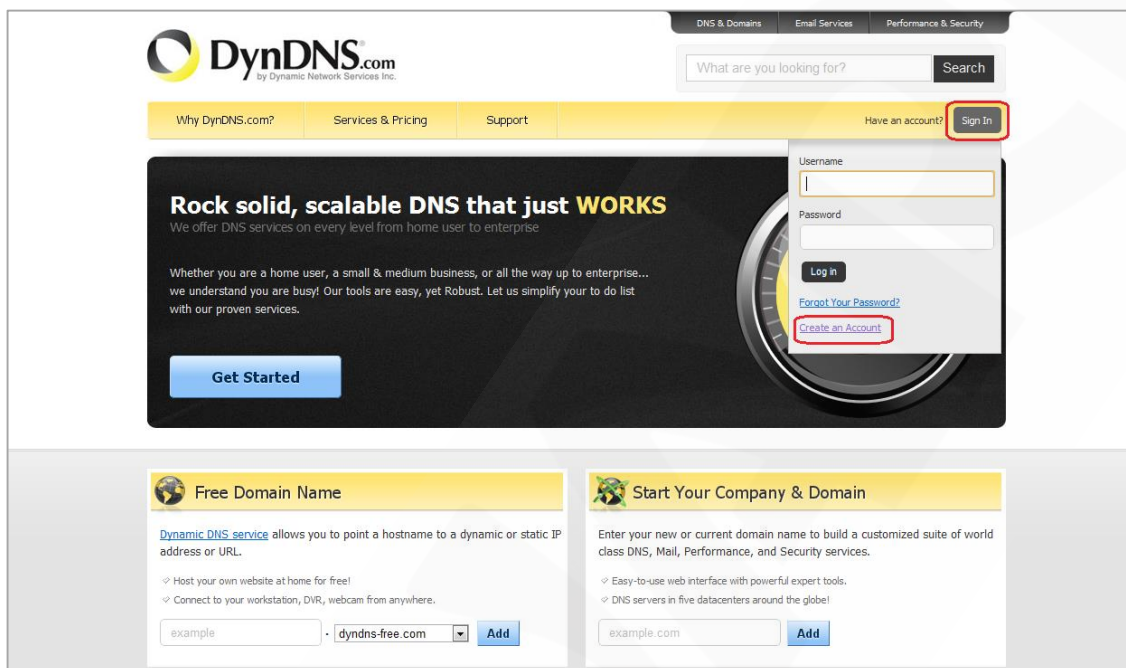 DNS & Domains
Email Services
Performance & Security
DynDNS.com
by Dynamic Network Services Inc.
What are you looking for?
Search
Why DynDNS.com?
Services & Pricing
Support
Have an account?
Sign In
Username
Password
Log in
Forgot Your Password?
Create an Account
Rock solid, scalable DNS that just WORKS
We offer DNS services on every level from home user to enterprise
Whether you are a home user, a small & medium business, or all the way up to enterprise...
we understand you are busy! Our tools are easy, yet Robust. Let us simplify your to do list
with our proven services.
Get Started
Free Domain Name
Dynamic DNS service allows you to point a hostname to a dynamic or static IP
address or URL.
Host your own website at home for free!
Connect to your workstation, DVR, webcam from anywhere.
example
. dyndns-free.com
Add
Start Your Company & Domain
Enter your new or current domain name to build a customized suite of world
class DNS, Mail, Performance, and Security services.
Easy-to-use web interface with powerful expert tools.
DNS servers in five datacenters around the globe!
example.com
Add